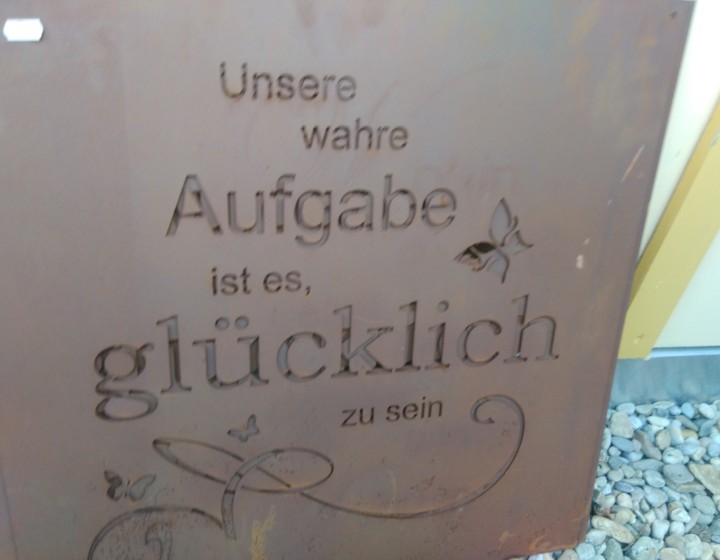 Unsere
wahre
Aufgabe
ist es,
glücklich
zu sein